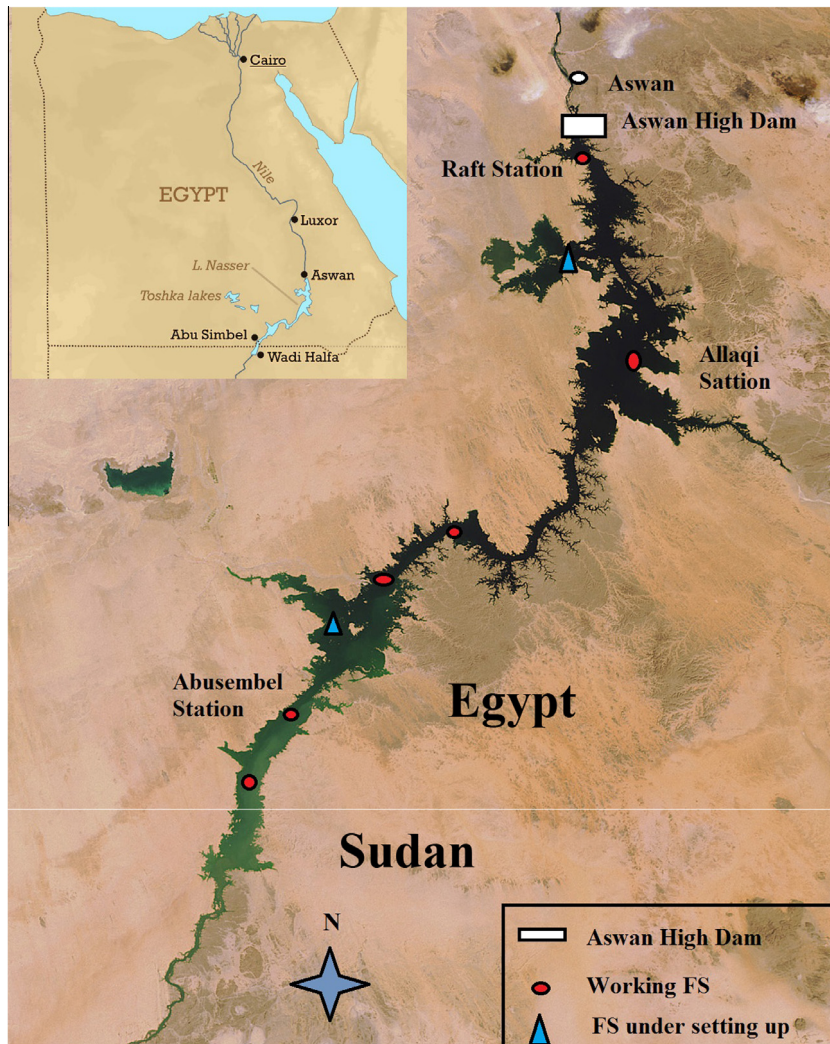 Cairo
Nile
EGYPT
Luxor
L. Nasser
Aswan
Toshka lakes
Abu Simbel
Wadi Halfa
Aswan
Aswan High Dam
Raft Station
Allaqi
Sattion
Abusembel
Station
Egypt
Sudan
N
Aswan High Dam
Working FS
FS under setting up